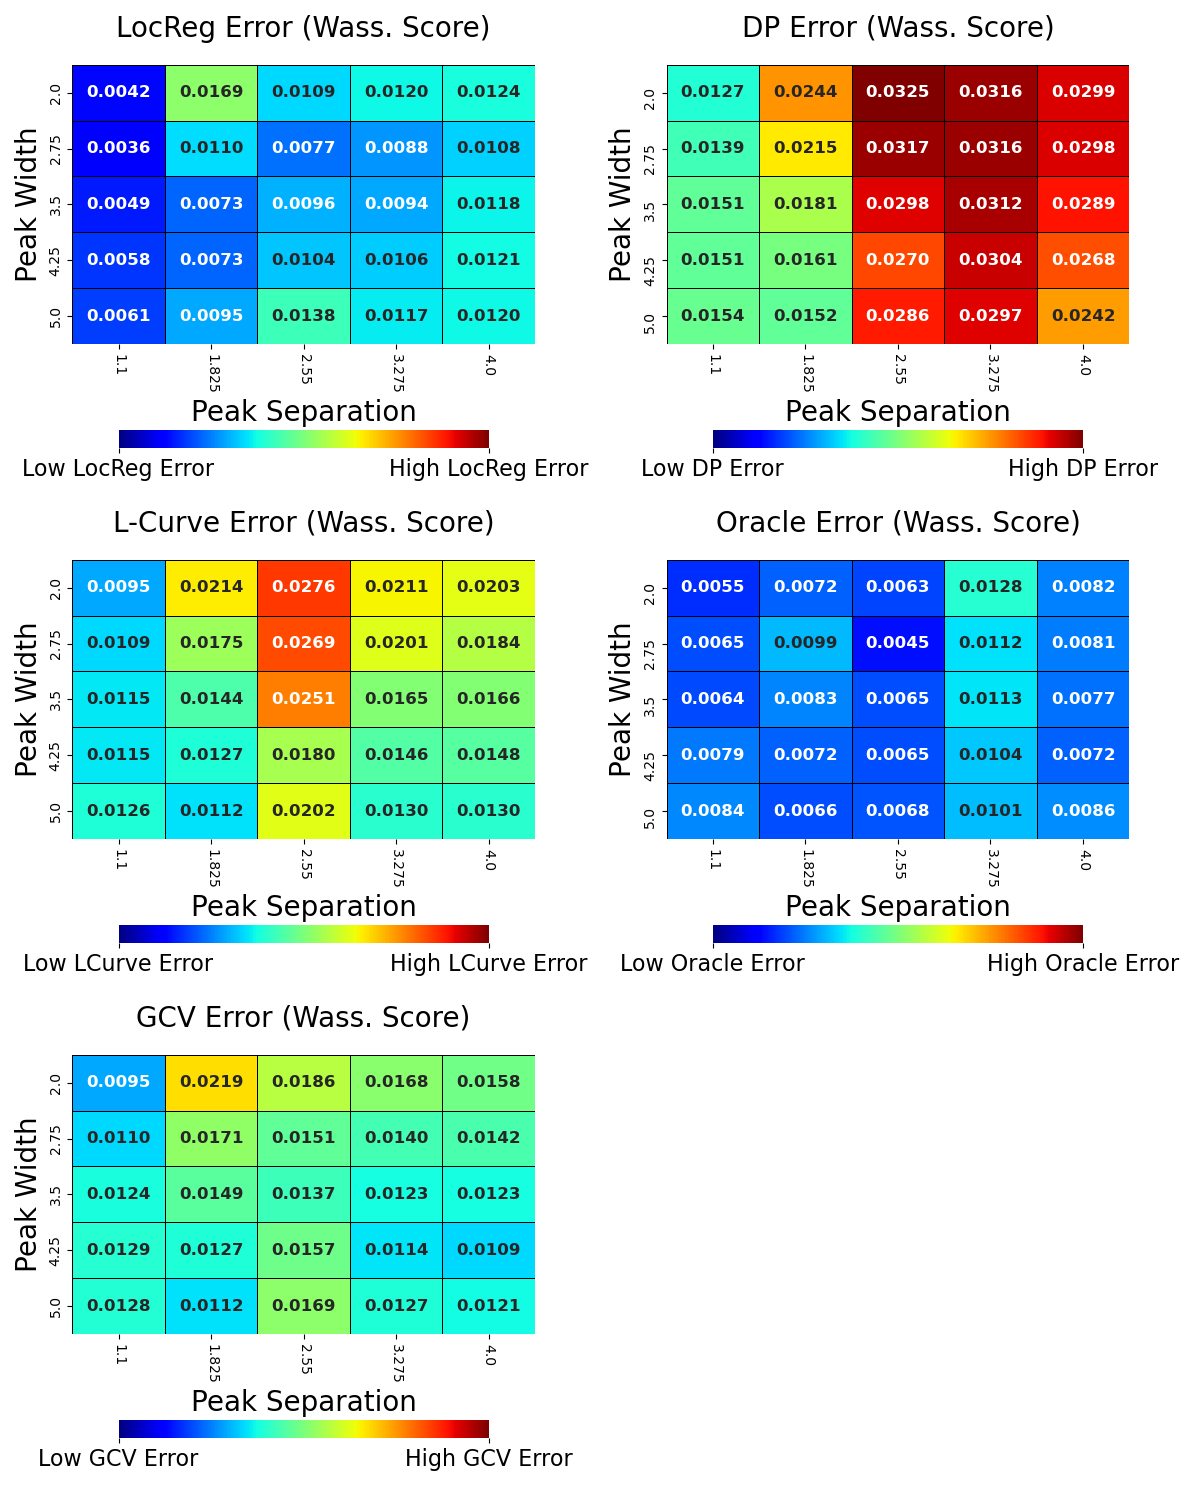 LocReg Error (Wass. Score)
Peak Width
2.0 0.0042 0.0169 0.0109 0.0120 0.0124
2.75 0.0036 0.0110 0.0077 0.0088 0.0108
3.5 0.0049 0.0073 0.0096 0.0094 0.0118
4.25 0.0058 0.0073 0.0104 0.0106 0.0121
5.0 0.0061 0.0095 0.0138 0.0117 0.0120
1.1 1.825 2.55 3.275 4.0
Peak Separation
Low LocReg Error High LocReg Error
DP Error (Wass. Score)
Peak Width
2.0 0.0127 0.0244 0.0325 0.0316 0.0299
2.75 0.0139 0.0215 0.0317 0.0316 0.0298
3.5 0.0151 0.0181 0.0298 0.0312 0.0289
4.25 0.0151 0.0161 0.0270 0.0304 0.0268
5.0 0.0154 0.0152 0.0286 0.0297 0.0242
1.1 1.825 2.55 3.275 4.0
Peak Separation
Low DP Error High DP Error
L-Curve Error (Wass. Score)
Peak Width
2.0 0.0095 0.0214 0.0276 0.0211 0.0203
2.75 0.0109 0.0175 0.0269 0.0201 0.0184
3.5 0.0115 0.0144 0.0251 0.0165 0.0166
4.25 0.0115 0.0127 0.0180 0.0146 0.0148
5.0 0.0126 0.0112 0.0202 0.0130 0.0130
1.1 1.825 2.55 3.275 4.0
Peak Separation
Low LCurve Error High LCurve Error
Oracle Error (Wass. Score)
Peak Width
2.0 0.0055 0.0072 0.0063 0.0128 0.0082
2.75 0.0065 0.0099 0.0045 0.0112 0.0081
3.5 0.0064 0.0083 0.0065 0.0113 0.0077
4.25 0.0079 0.0072 0.0065 0.0104 0.0072
5.0 0.0084 0.0066 0.0068 0.0101 0.0086
1.1 1.825 2.55 3.275 4.0
Peak Separation
Low Oracle Error High Oracle Error
GCV Error (Wass. Score)
Peak Width
2.0 0.0095 0.0219 0.0186 0.0168 0.0158
2.75 0.0110 0.0171 0.0151 0.0140 0.0142
3.5 0.0124 0.0149 0.0137 0.0123 0.0123
4.25 0.0129 0.0127 0.0157 0.0114 0.0109
5.0 0.0128 0.0112 0.0169 0.0127 0.0121
1.1 1.825 2.55 3.275 4.0
Peak Separation
Low GCV Error High GCV Error